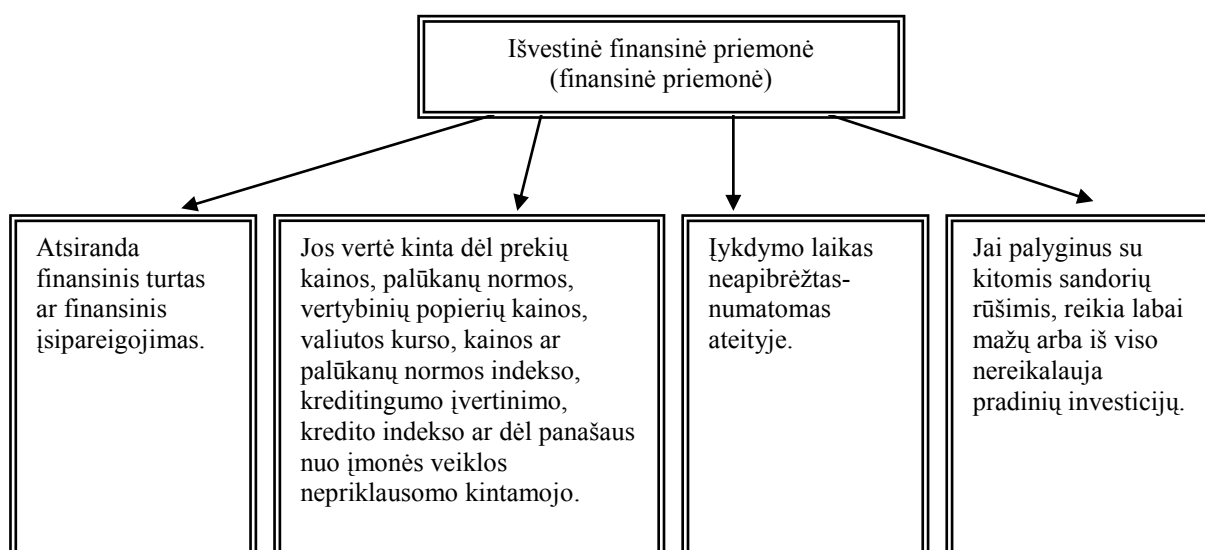 Išvestinė finansinė priemonė
(finansinė priemonė)
Atsiranda
finansinis turtas
ar finansinis
įsipareigojimas.
Jos vertė kinta dėl prekių
kainos, palūkanų normos,
vertybinių popierių kainos,
valiutos kurso, kainos ar
palūkanų normos indekso,
kreditingumo įvertinimo,
kredito indekso ar dėl panašaus
nuo įmonės veiklos
nepriklausomo kintamojo.
Įykdymo laikas
neapibrėžtas-
numatomas
ateityje.
Jai palyginus su
kitomis sandorių
rūšimis, reikia labai
mažų arba iš viso
nereikalauja
pradinių investicijų.